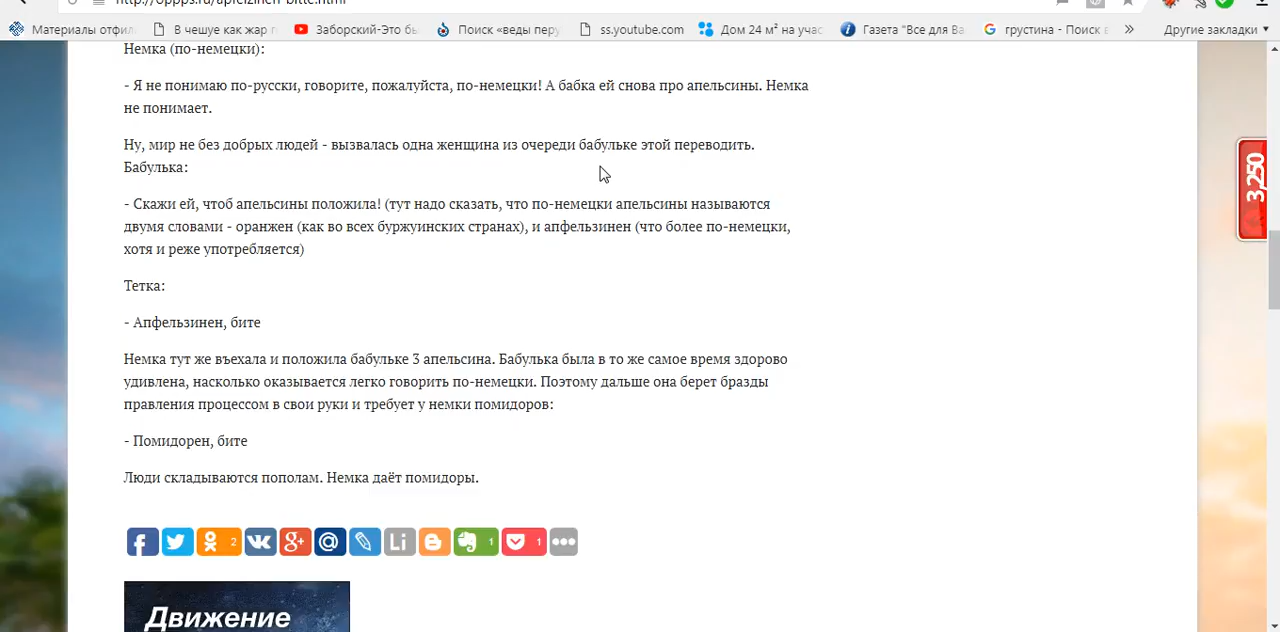 Материалы отфил В чешуе как жар г Заборский-Это бы Поиск «веды перу ss.youtube.com Дом 24 м² на учас Газета "Все для Ва грустина - Поиск в » Другие закладки
Немка (по-немецки):
- Я не понимаю по-русски, говорите, пожалуйста, по-немецки! А бабка ей снова про апельсины. Немка
не понимает.
Ну, мир не без добрых людей - вызвалась одна женщина из очереди бабульке этой переводить.
Бабулька:
- Скажи ей, чтоб апельсины положила! (тут надо сказать, что по-немецки апельсины называются
двумя словами - оранжен (как во всех буржуинских странах), и апфельзинен (что более по-немецки,
хотя и реже употребляется)
Тетка:
- Апфельзинен, бите
Немка тут же въехала и положила бабульке 3 апельсина. Бабулька была в то же самое время здорово
удивлена, насколько оказывается легко говорить по-немецки. Поэтому дальше она берет бразды
правления процессом в свои руки и требует у немки помидоров:
- Помидорен, бите
Люди складываются пополам. Немка даёт помидоры.
2 Li 1 1
Движение
3,250